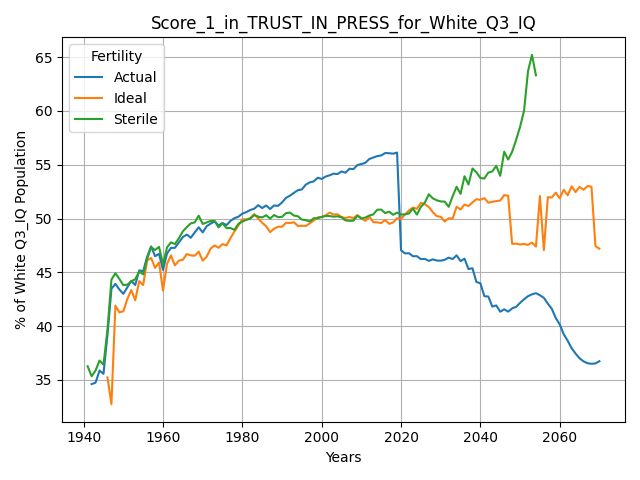 Score_1_in_TRUST_IN_PRESS_for_White_Q3_IQ
Fertility
Actual
Ideal
Sterile
% of White Q3_IQ Population
65
60
55
50
45
40
35
1940 1960 1980 2000 2020 2040 2060
Years